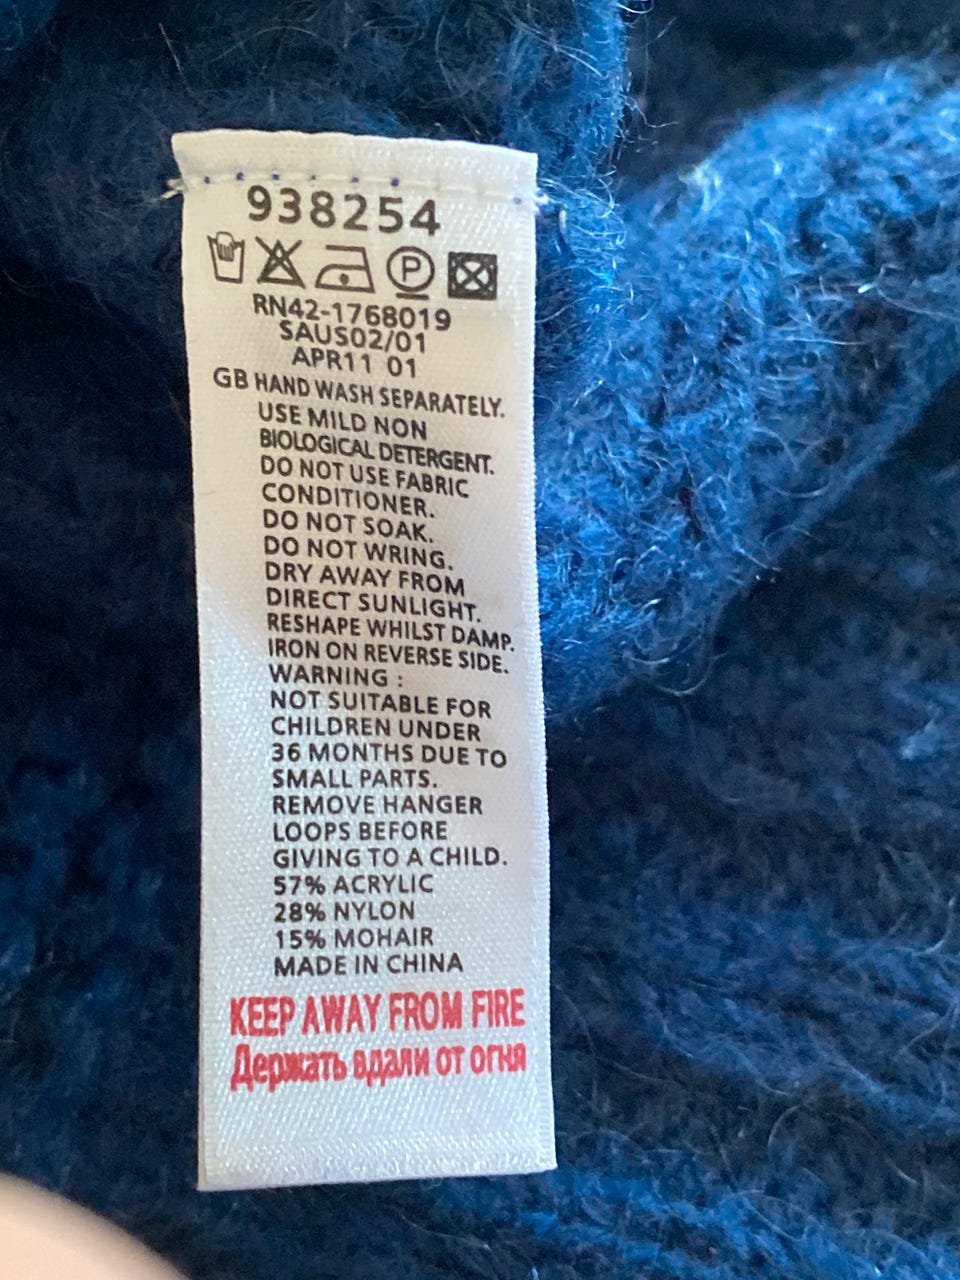 938254
P
RN42-1768019
SAUS02/01
APR11 01
GB HAND WASH SEPARATELY.
USE MILD NON
BIOLOGICAL DETERGENT.
DO NOT USE FABRIC
CONDITIONER.
DO NOT SOAK.
DO NOT WRING.
DRY AWAY FROM
DIRECT SUNLIGHT.
RESHAPE WHILST DAMP.
IRON ON REVERSE SIDE.
WARNING :
NOT SUITABLE FOR
CHILDREN UNDER
36 MONTHS DUE TO
SMALL PARTS.
REMOVE HANGER
LOOPS BEFORE
GIVING TO A CHILD.
57% ACRYLIC
28% NYLON
15% MOHAIR
MADE IN CHINA
KEEP AWAY FROM FIRE
Держать вдали от огня